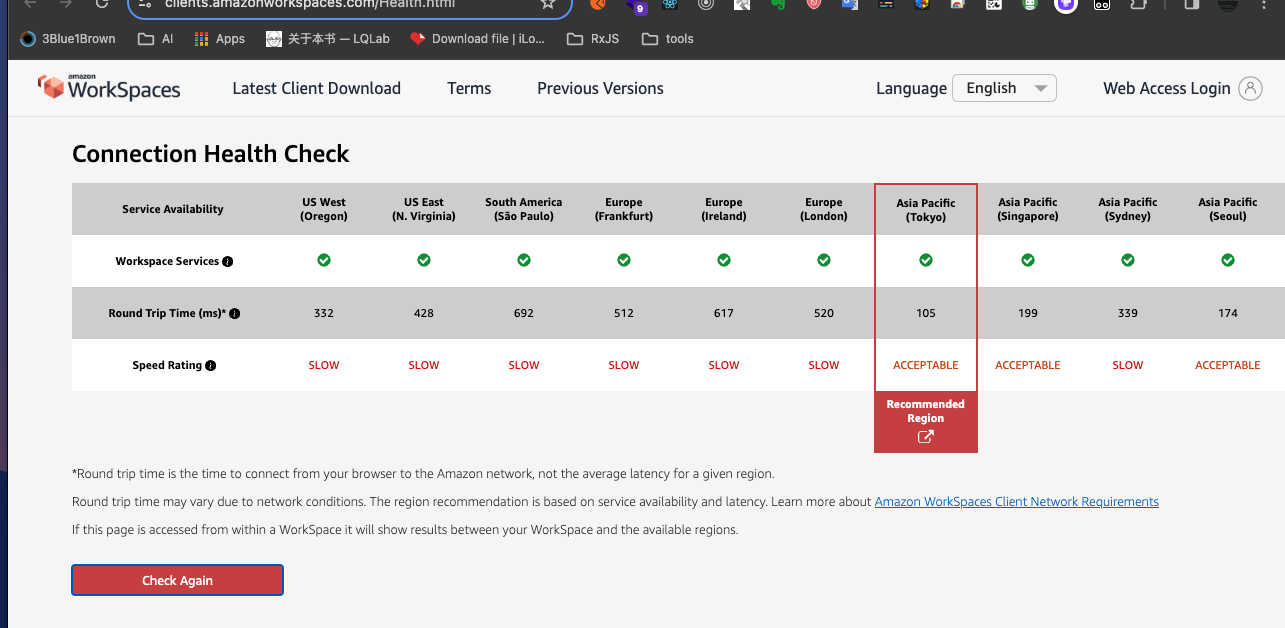 clients.amazonworkspaces.com/Health.html
9
3Blue1Brown AI Apps 关于本书 — LQLab Download file | iLo... RxJS tools
amazon
WorkSpaces Latest Client Download Terms Previous Versions Language English Web Access Login
Connection Health Check
Service Availability US West (Oregon) US East (N. Virginia) South America (São Paulo) Europe (Frankfurt) Europe (Ireland) Europe (London) Asia Pacific (Tokyo) Asia Pacific (Singapore) Asia Pacific (Sydney) Asia Pacific (Seoul)
Workspace Services
Round Trip Time (ms)* 332 428 692 512 617 520 105 199 339 174
Speed Rating SLOW SLOW SLOW SLOW SLOW SLOW ACCEPTABLE ACCEPTABLE SLOW ACCEPTABLE
Recommended
Region
*Round trip time is the time to connect from your browser to the Amazon network, not the average latency for a given region.
Round trip time may vary due to network conditions. The region recommendation is based on service availability and latency. Learn more about Amazon WorkSpaces Client Network Requirements
If this page is accessed from within a WorkSpace it will show results between your WorkSpace and the available regions.
Check Again